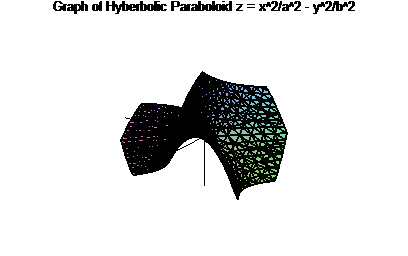 Graph of Hyberbolic Paraboloid z = x^2/a^2 - y^2/b^2